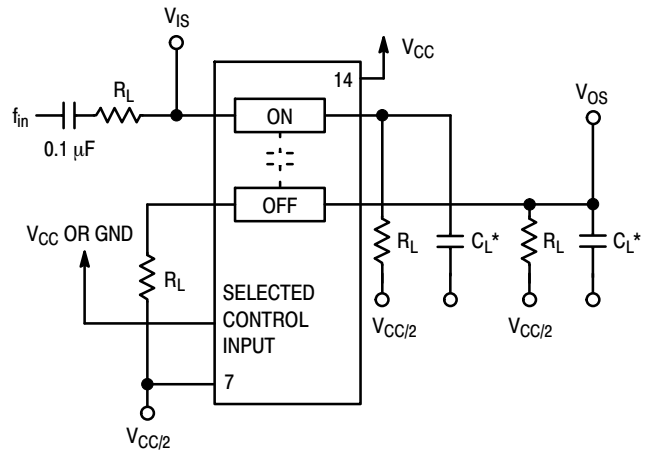 V_IS
14
V_CC
f_in
R_L
0.1 µF
ON
V_OS
OFF
V_CC OR GND
R_L
SELECTED
CONTROL
INPUT
7
V_CC/2
R_L
C_L*
R_L
C_L*
V_CC/2
V_CC/2